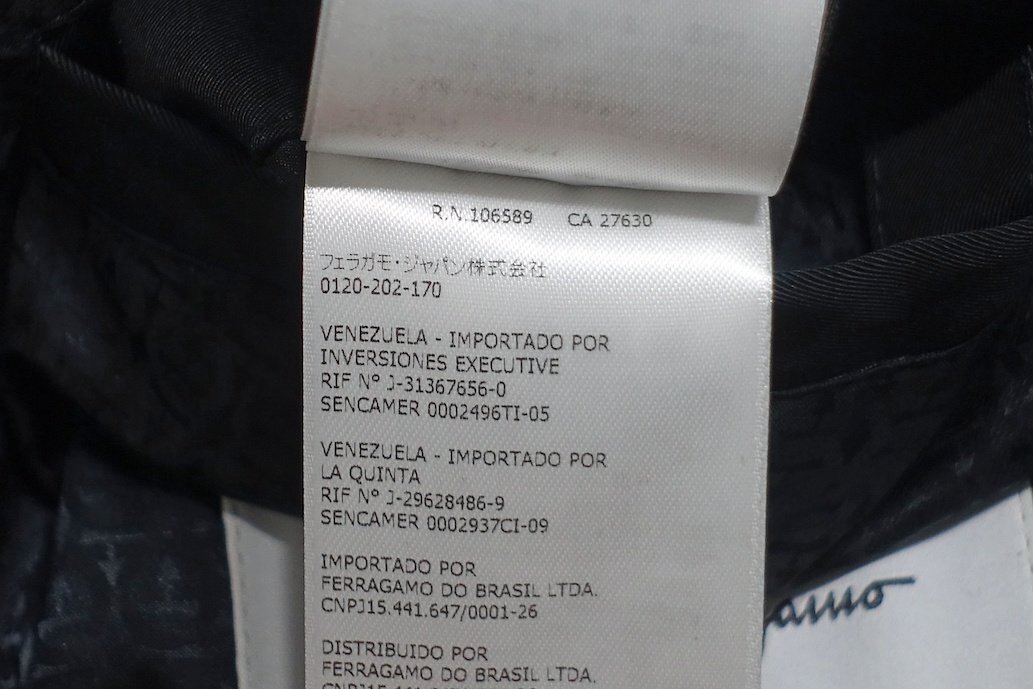 R.N.106589 CA 27630
フェラガモ・ジャパン株式会社
0120-202-170
VENEZUELA - IMPORTADO POR
INVERSIONES EXECUTIVE
RIF Nº J-31367656-0
SENCAMER 0002496TI-05
VENEZUELA - IMPORTADO POR
LA QUINTA
RIF Nº J-29628486-9
SENCAMER 0002937CI-09
IMPORTADO POR
FERRAGAMO DO BRASIL LTDA.
CNPJ15.441.647/0001-26
DISTRIBUIDO POR
FERRAGAMO DO BRASIL LTDA.